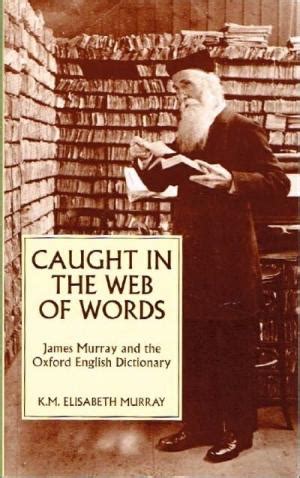 CAUGHT IN
THE WEB
OF WORDS
James Murray and the
Oxford English Dictionary
K.M. ELISABETH MURRAY